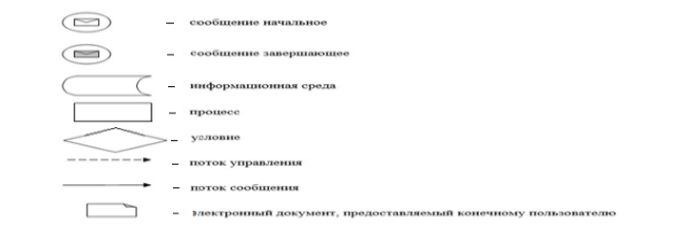 – сообщение начальное
– сообщение завершающее
– информационная среда
– процесс
– условие
– поток управления
– поток сообщения
– электронный документ, предоставляемый конечному пользователю